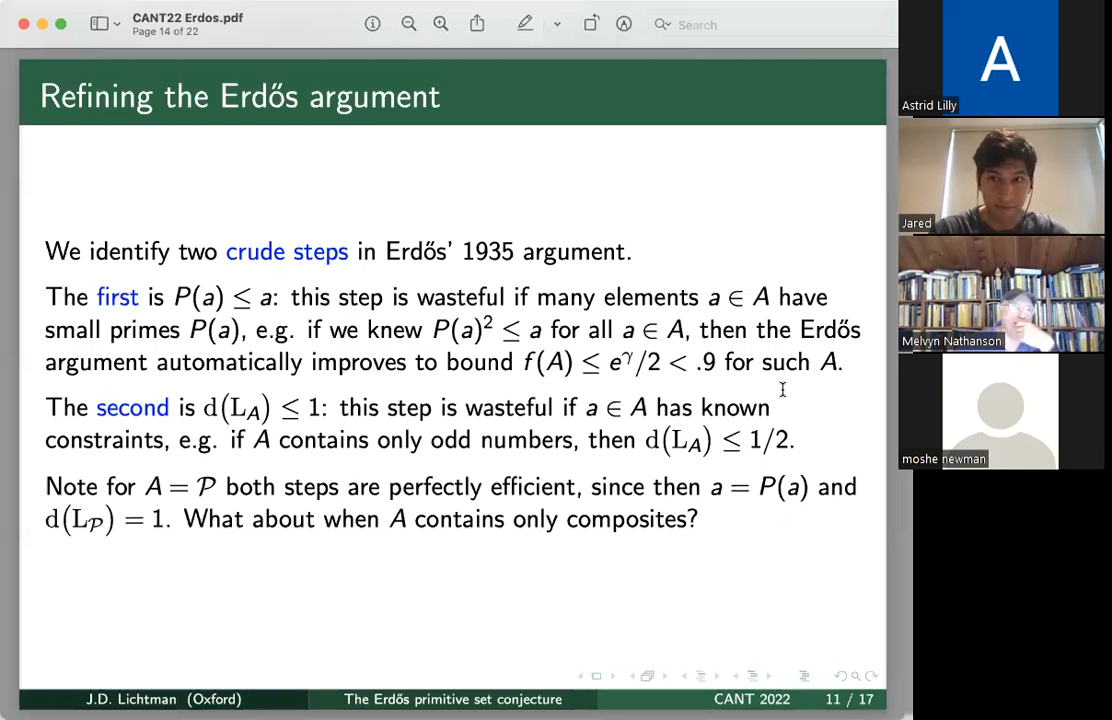 CANT22 Erdos.pdf
Page 14 of 22
Search
Refining the Erdős argument
We identify two crude steps in Erdős' 1935 argument.
The first is P(a) ≤ a: this step is wasteful if many elements a ∈ A have
small primes P(a), e.g. if we knew P(a)² ≤ a for all a ∈ A, then the Erdős
argument automatically improves to bound f(A) ≤ e^γ/2 < .9 for such A.
The second is d(L_A) ≤ 1: this step is wasteful if a ∈ A has known
constraints, e.g. if A contains only odd numbers, then d(L_A) ≤ 1/2.
Note for A = 𝒫 both steps are perfectly efficient, since then a = P(a) and
d(L_𝒫) = 1. What about when A contains only composites?
J.D. Lichtman (Oxford)
The Erdős primitive set conjecture
CANT 2022
11 / 17
A
Astrid Lilly
Jared
Melvyn Nathanson
moshe newman